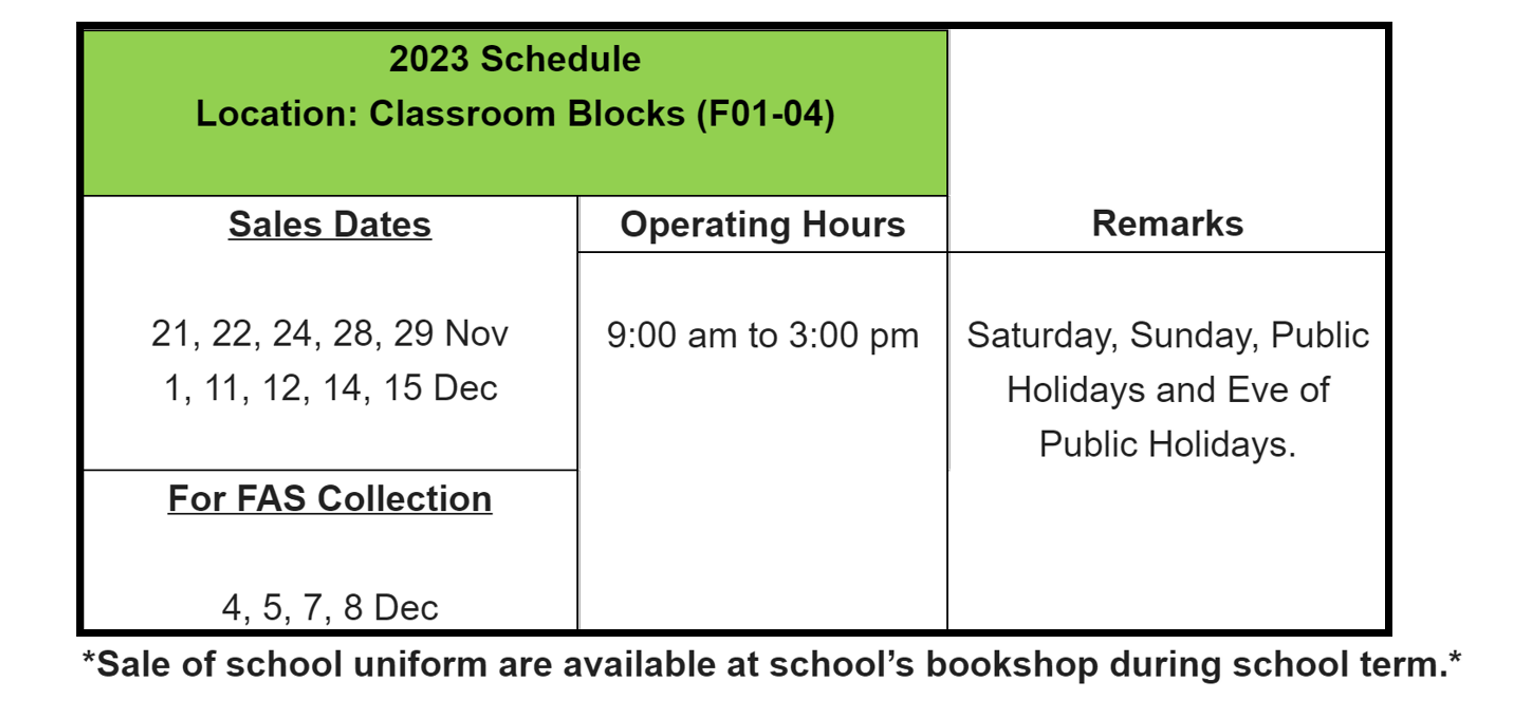 2023 Schedule
Location: Classroom Blocks (F01-04)
Sales Dates
Operating Hours
Remarks
21, 22, 24, 28, 29 Nov
1, 11, 12, 14, 15 Dec
9:00 am to 3:00 pm
Saturday, Sunday, Public
Holidays and Eve of
Public Holidays.
For FAS Collection
4, 5, 7, 8 Dec
*Sale of school uniform are available at school’s bookshop during school term.*